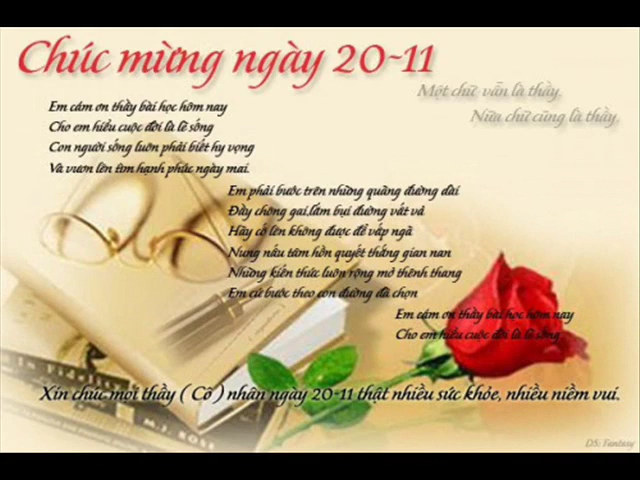 Chúc mừng ngày 20-11
Một chữ vẫn là thầy,
Nửa chữ cũng là thầy,
Em cám ơn thầy bài học hôm nay
Cho em hiểu cuộc đời là lẽ sống
Con người sống luôn phải biết hy vọng
Và vươn lên tìm hạnh phúc ngày mai.
Em phải bước trên những quãng đường dài
Đầy chông gai, lắm bụi đường vất vả
Hãy cố lên không được để vấp ngã
Nung nấu tâm hồn quyết thắng gian nan
Những kiến thức luôn rộng mở thênh thang
Em cứ bước theo con đường đã chọn
Em cám ơn thầy bài học hôm nay
Cho em hiểu cuộc đời là lẽ sống
Xin chúc mọi thầy ( Cô ) nhân ngày 20-11 thật nhiều sức khỏe, nhiều niềm vui.
M.J. ROSE
DS: Fantasy